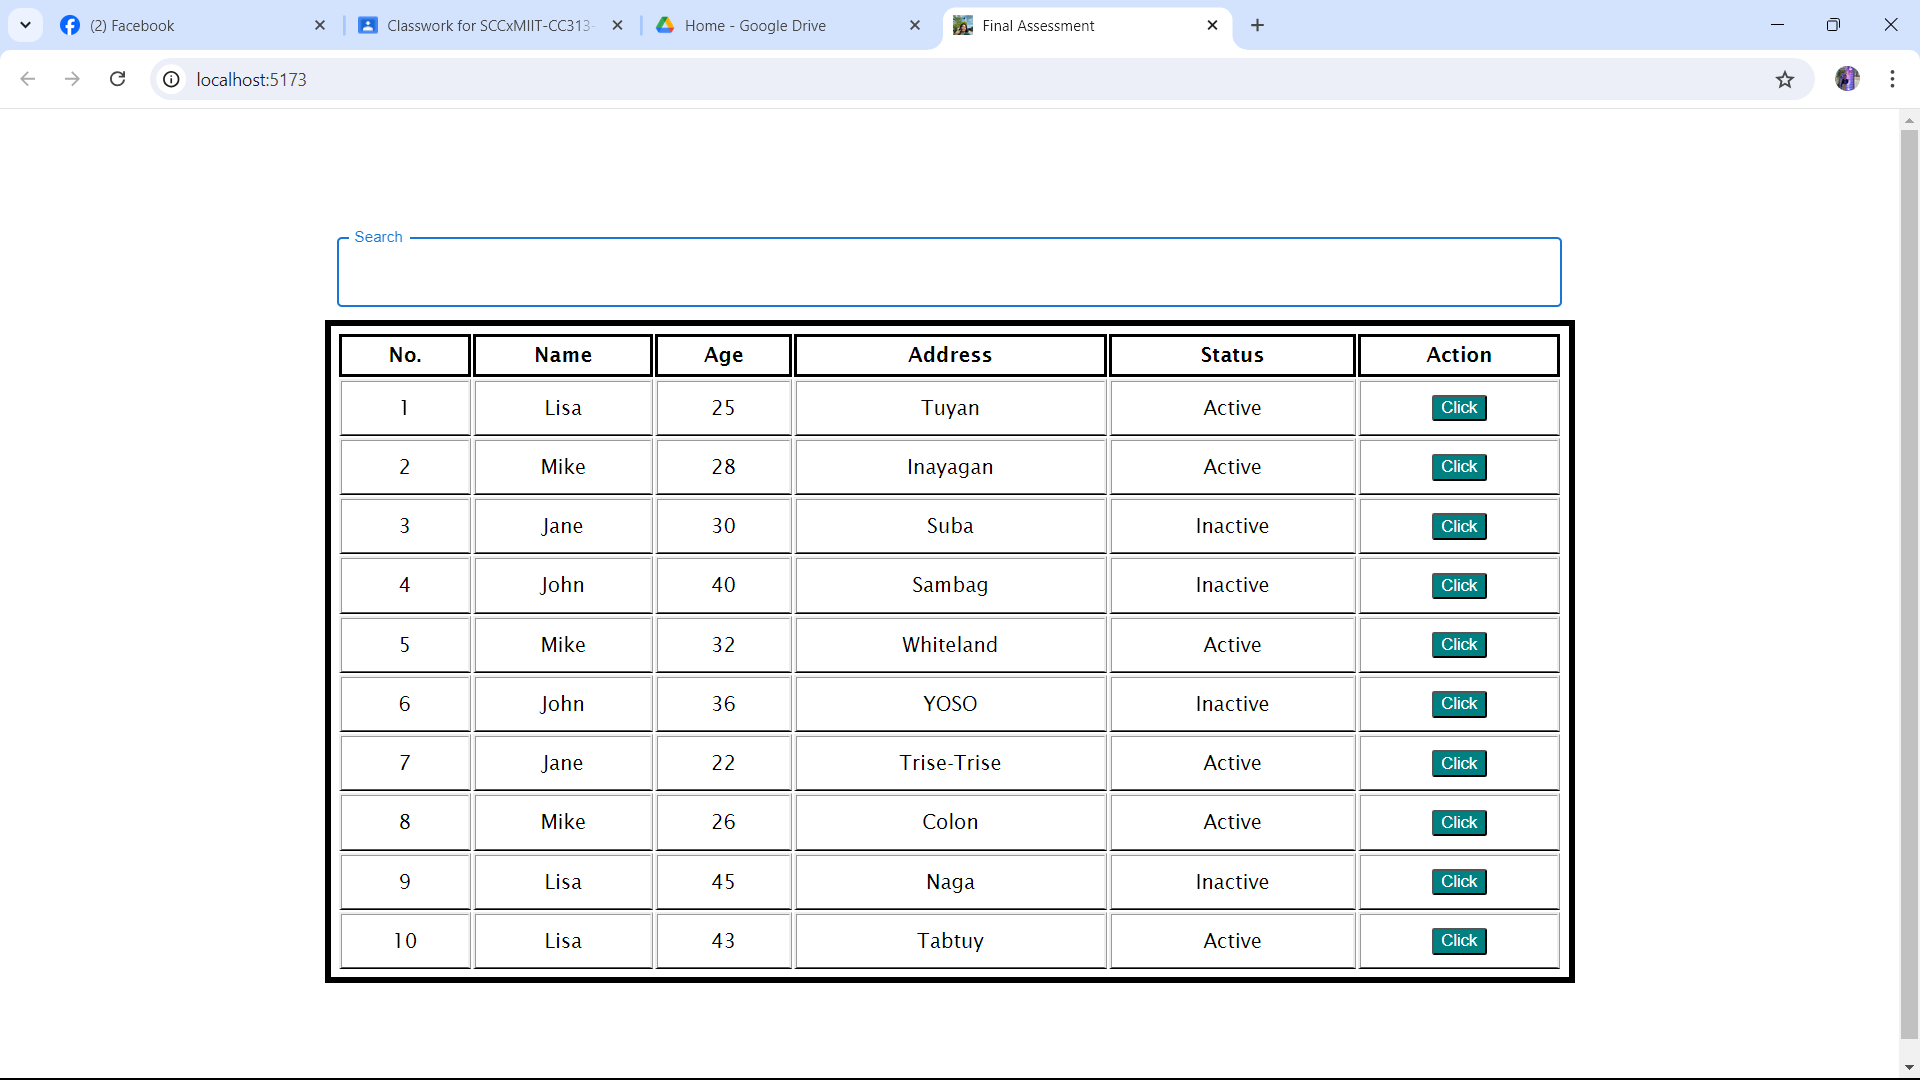 (2) Facebook
Classwork for SCCxMIIT-CC313-
Home - Google Drive
Final Assessment
localhost:5173
Search
No. Name Age Address Status Action
1 Lisa 25 Tuyan Active Click
2 Mike 28 Inayagan Active Click
3 Jane 30 Suba Inactive Click
4 John 40 Sambag Inactive Click
5 Mike 32 Whiteland Active Click
6 John 36 YOSO Inactive Click
7 Jane 22 Trise-Trise Active Click
8 Mike 26 Colon Active Click
9 Lisa 45 Naga Inactive Click
10 Lisa 43 Tabtuy Active Click